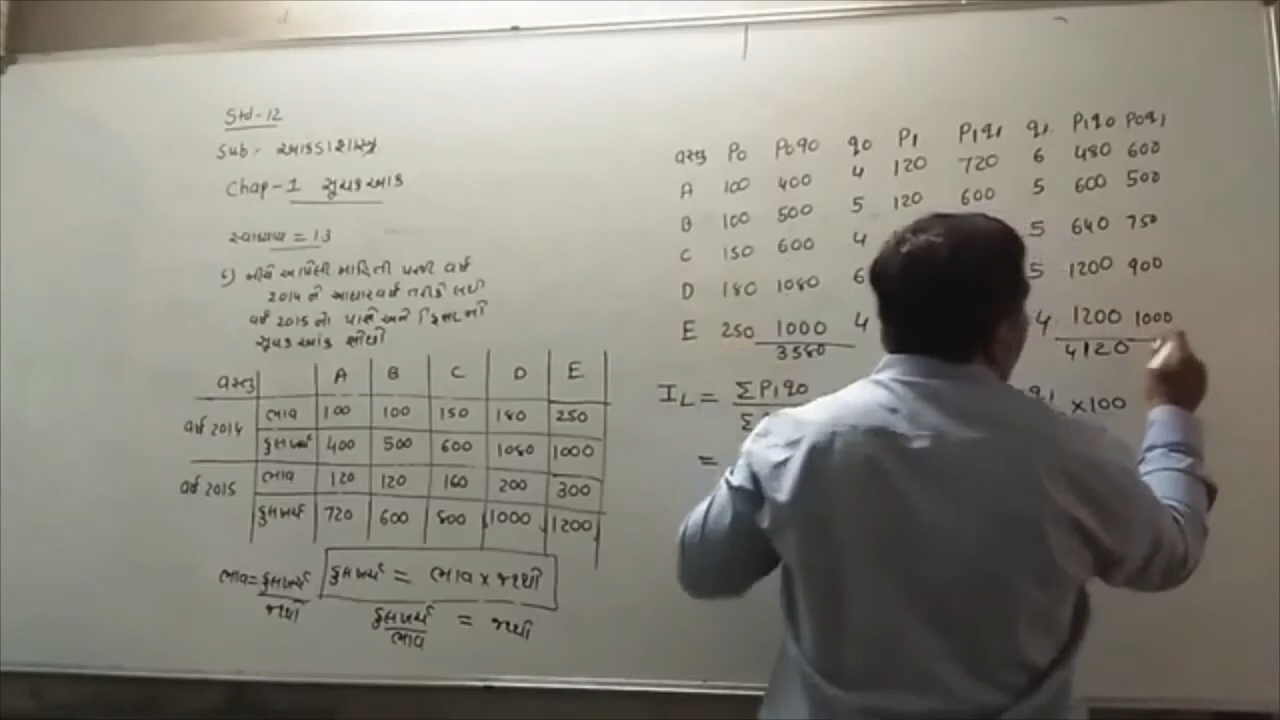 Std-12
Sub- આંકડાશાસ્ત્ર
Chap-1 સૂચકઆંક
સ્વાધ્યાય = 13
6) નીચે આપેલી માહિતી પરથી વર્ષ
2014 ને આધારવર્ષ તરીકે લઇ
વર્ષ 2015 નો પાશે અને ફિશરનો
સૂચક આંક શોધો
વસ્તુ A B C D E
વર્ષ 2014 ભાવ 100 100 150 180 250
કુલખર્ચ 400 500 600 1080 1000
વર્ષ 2015 ભાવ 120 120 160 200 300
કુલખર્ચ 720 600 800 1000 1200
ભાવ = કુલખર્ચ / જથ્થો
કુલખર્ચ = ભાવ × જથ્થો
કુલખર્ચ / ભાવ = જથ્થો
વસ્તુ P0 P0q0 q0 P1 P1q1 q1 P1q0 P0q1
A 100 400 4 120 720 6 480 600
B 100 500 5 120 600 5 600 500
C 150 600 4 5 640 750
D 180 1080 6 5 1200 900
E 250 1000 4 4 1200 1000
3580 4120
IL = ΣP1q0 / Σ q1 ×100
=